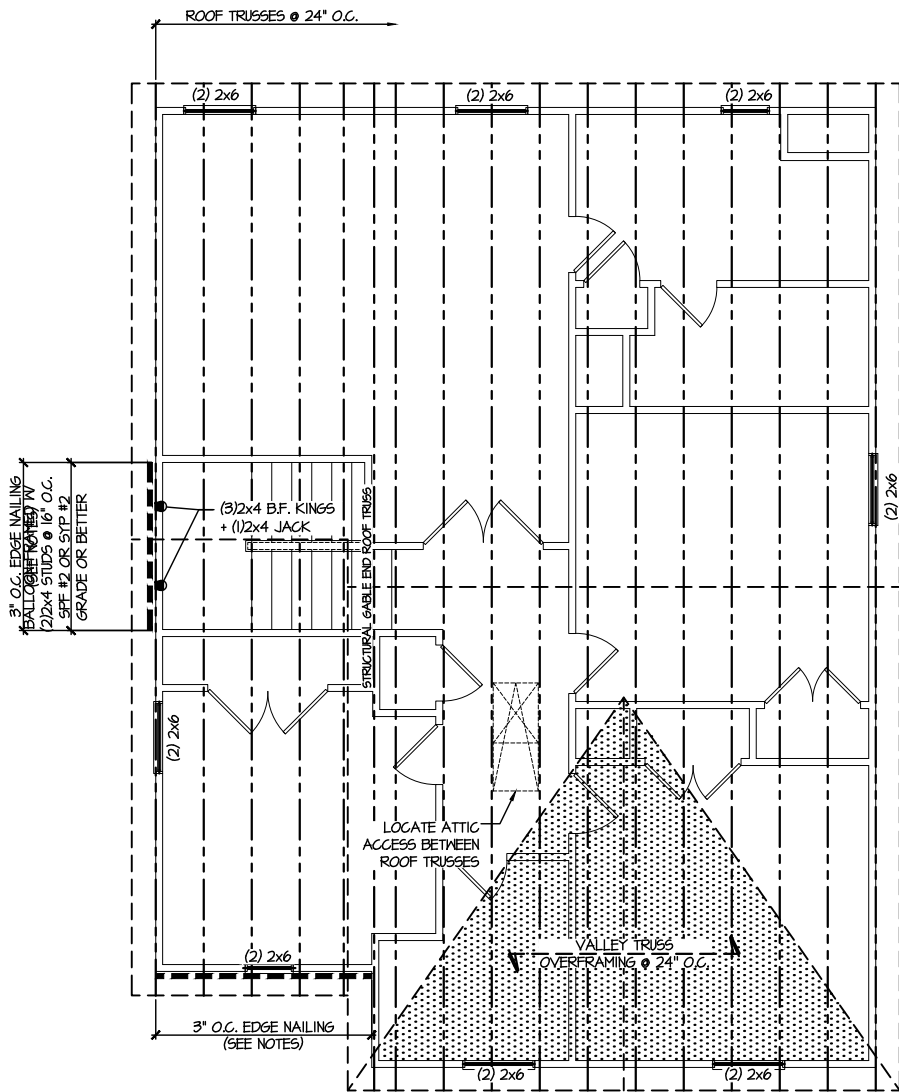 ROOF TRUSSES @ 24" O.C.
(2) 2x6
(2) 2x6
(2) 2x6
3" O.C. EDGE NAILING
(SEE NOTES)
BALLOON FRAMED W/
(2)2x4 STUDS @ 16" O.C.
SPF #2 OR SYP #2
GRADE OR BETTER
(3)2x4 B.F. KINGS
+ (1)2x4 JACK
STRUCTURAL GABLE END ROOF TRUSS
(2) 2x6
(2) 2x6
LOCATE ATTIC
ACCESS BETWEEN
ROOF TRUSSES
VALLEY TRUSS
OVERFRAMING @ 24" O.C.
(2) 2x6
3" O.C. EDGE NAILING
(SEE NOTES)
(2) 2x6
(2) 2x6